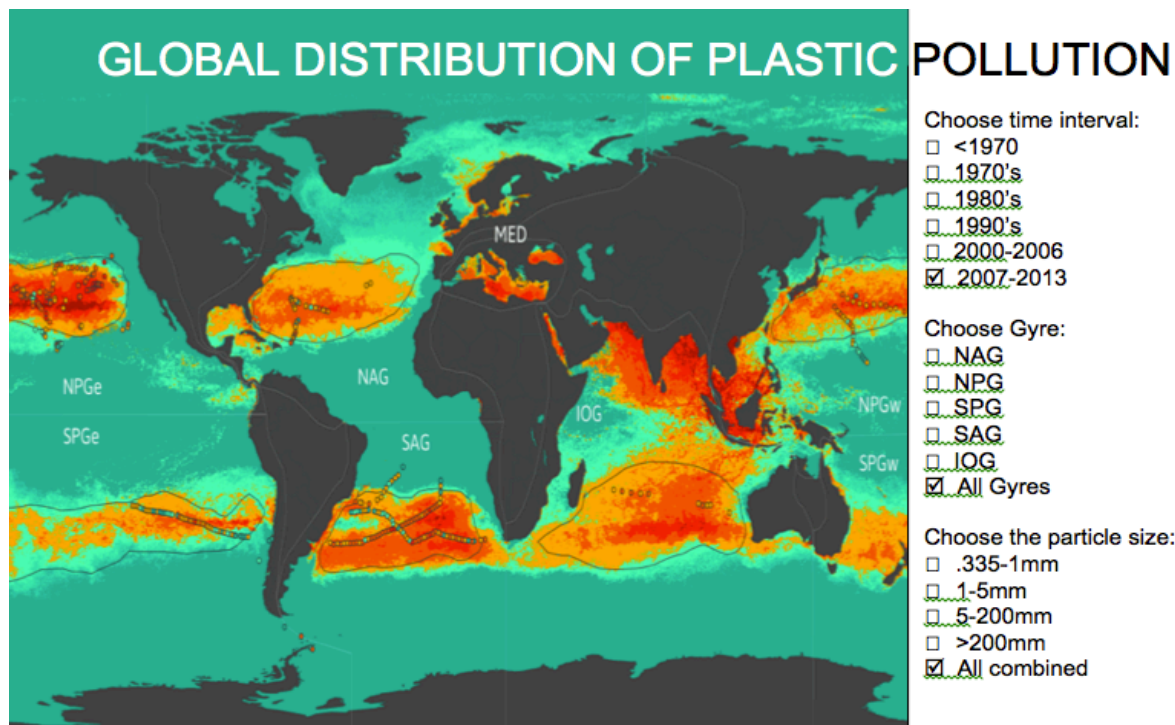 GLOBAL DISTRIBUTION OF PLASTIC POLLUTION
Choose time interval:
☐ <1970
☐ 1970's
☐ 1980's
☐ 1990's
☐ 2000-2006
☑ 2007-2013
Choose Gyre:
☐ NAG
☐ NPG
☐ SPG
☐ SAG
☐ IOG
☑ All Gyres
Choose the particle size:
☐ .335-1mm
☐ 1-5mm
☐ 5-200mm
☐ >200mm
☑ All combined
MED
NPGe
NAG
IOG
NPGw
SPGe
SAG
SPGw